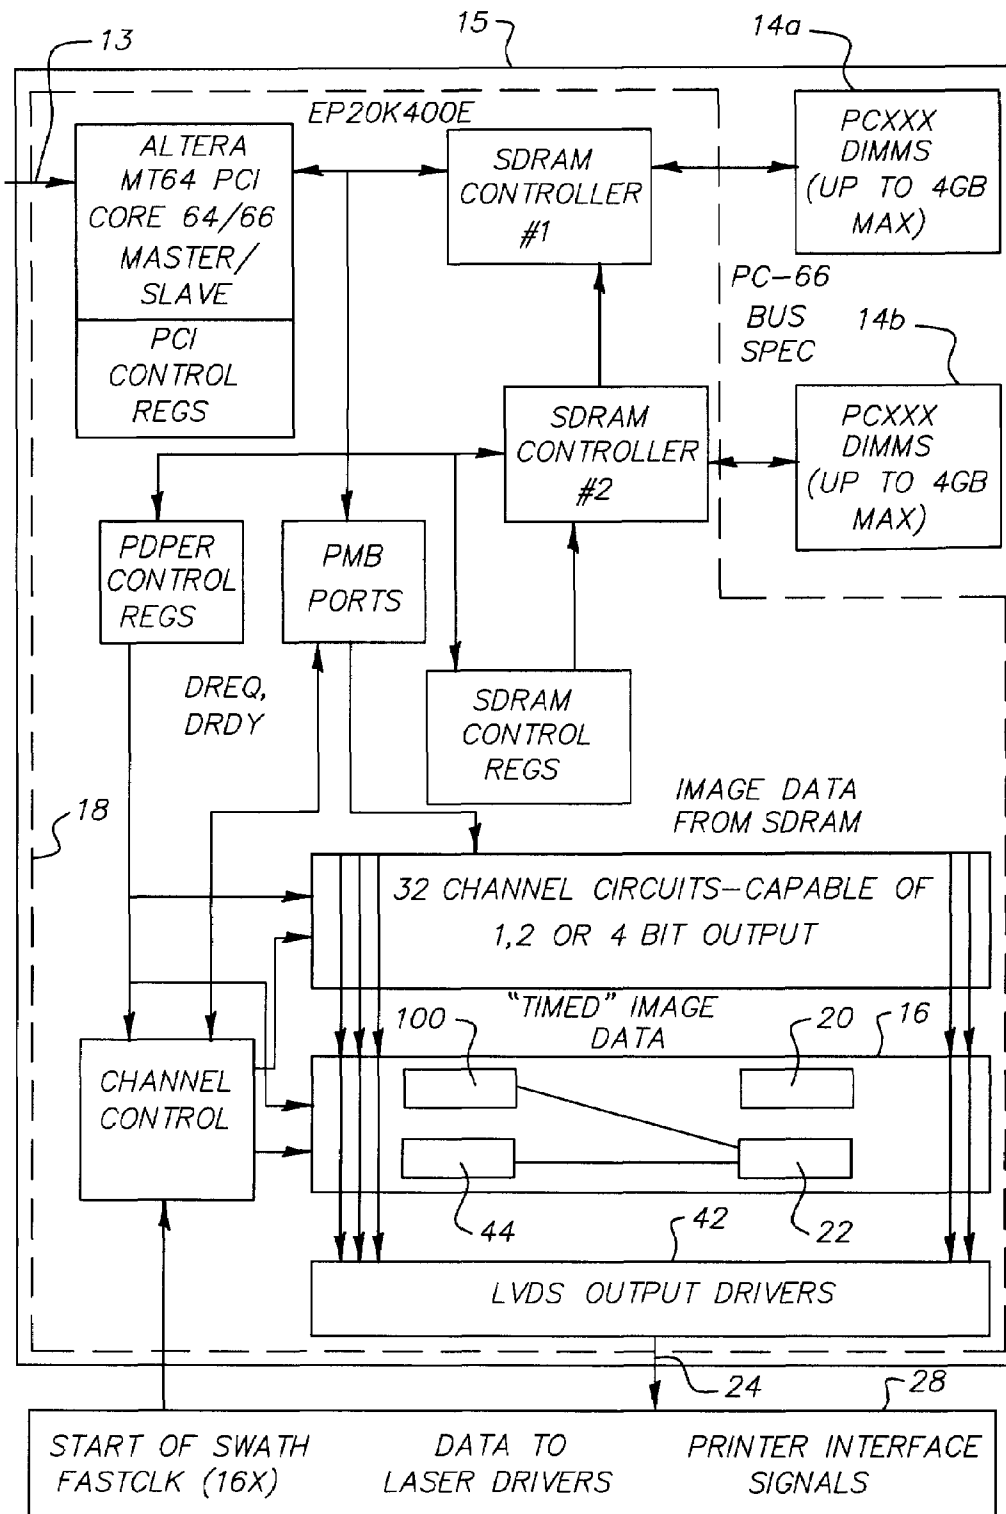 13
15
14a
EP20K400E
ALTERA
MT64 PCI
CORE 64/66
MASTER/
SLAVE
PCI
CONTROL
REGS
SDRAM
CONTROLLER
#1
PCXXX
DIMMS
(UP TO 4GB
MAX)
PC-66
BUS
SPEC
14b
SDRAM
CONTROLLER
#2
PCXXX
DIMMS
(UP TO 4GB
MAX)
PDPER
CONTROL
REGS
PMB
PORTS
DREQ,
DRDY
SDRAM
CONTROL
REGS
18
IMAGE DATA
FROM SDRAM
32 CHANNEL CIRCUITS-CAPABLE OF
1,2 OR 4 BIT OUTPUT
"TIMED" IMAGE
DATA
100
20
16
CHANNEL
CONTROL
44
42
22
LVDS OUTPUT DRIVERS
24
28
START OF SWATH
FASTCLK (16X)
DATA TO
LASER DRIVERS
PRINTER INTERFACE
SIGNALS